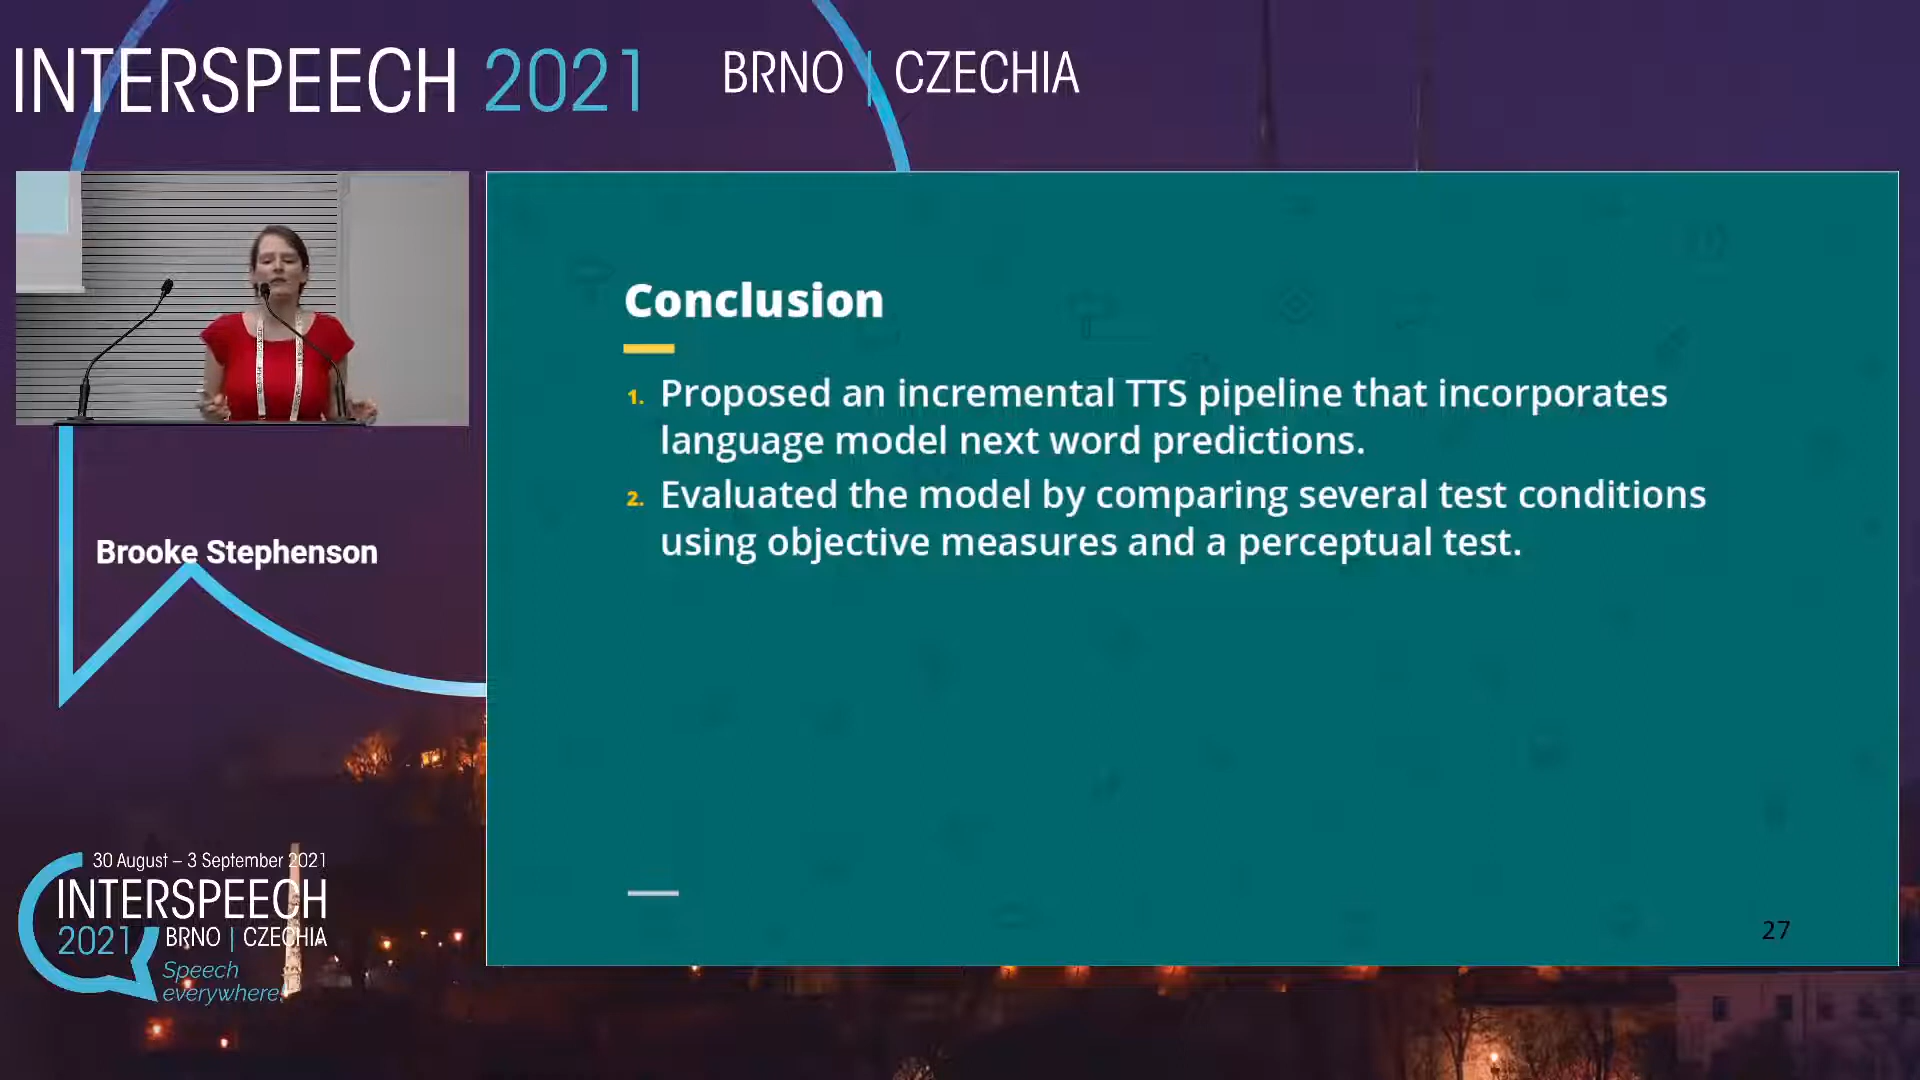 INTERSPEECH 2021 BRNO | CZECHIA
Conclusion
1. Proposed an incremental TTS pipeline that incorporates
language model next word predictions.
2. Evaluated the model by comparing several test conditions
using objective measures and a perceptual test.
27
Brooke Stephenson
30 August – 3 September 2021
INTERSPEECH
2021 BRNO | CZECHIA
Speech
everywhere!